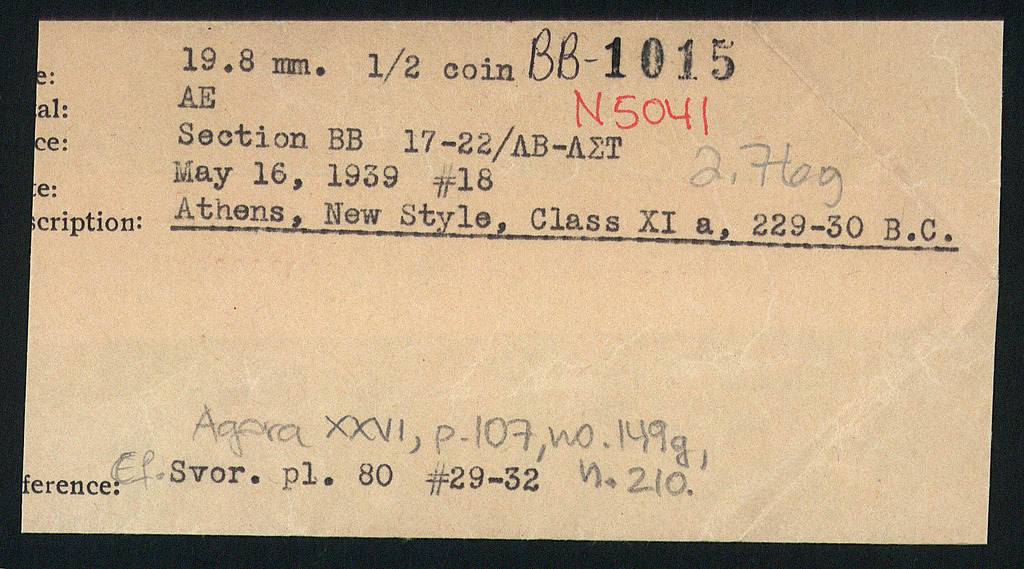 e: 19.8 mm. 1/2 coin BB-1015
al: AE N5041
ce: Section BB 17-22/ΛΒ-ΛΣΤ
e: May 16, 1939 #18 2.76g
scription: Athens, New Style, Class XI a, 229-30 B.C.
Agora XXVI, p.107, no.149g,
ference: Cf. Svor. pl. 80 #29-32 n.210.